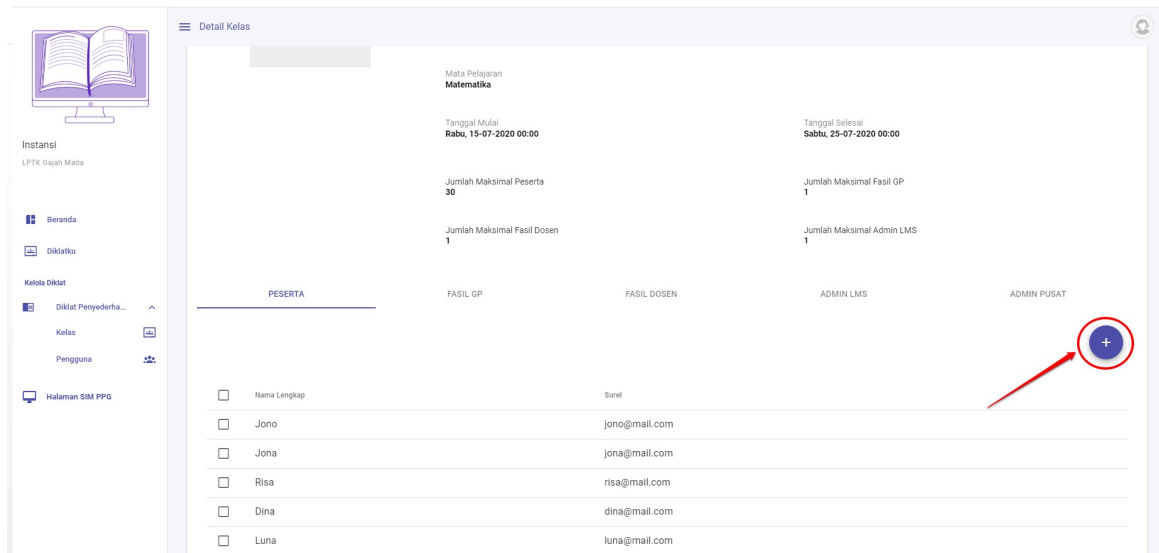 Detail Kelas
Instansi
LPTK Gajah Mada
Beranda
Diklatku
Kelola Diklat
Diklat Penyederha...
Kelas
Pengguna
Halaman SIM PPG
Mata Pelajaran
Matematika
Tanggal Mulai
Rabu, 15-07-2020 00:00
Tanggal Selesai
Sabtu, 25-07-2020 00:00
Jumlah Maksimal Peserta
30
Jumlah Maksimal Fasil GP
1
Jumlah Maksimal Fasil Dosen
1
Jumlah Maksimal Admin LMS
1
PESERTA FASIL GP FASIL DOSEN ADMIN LMS ADMIN PUSAT
+
Nama Lengkap Surel
Jono jono@mail.com
Jona jona@mail.com
Risa risa@mail.com
Dina dina@mail.com
Luna luna@mail.com